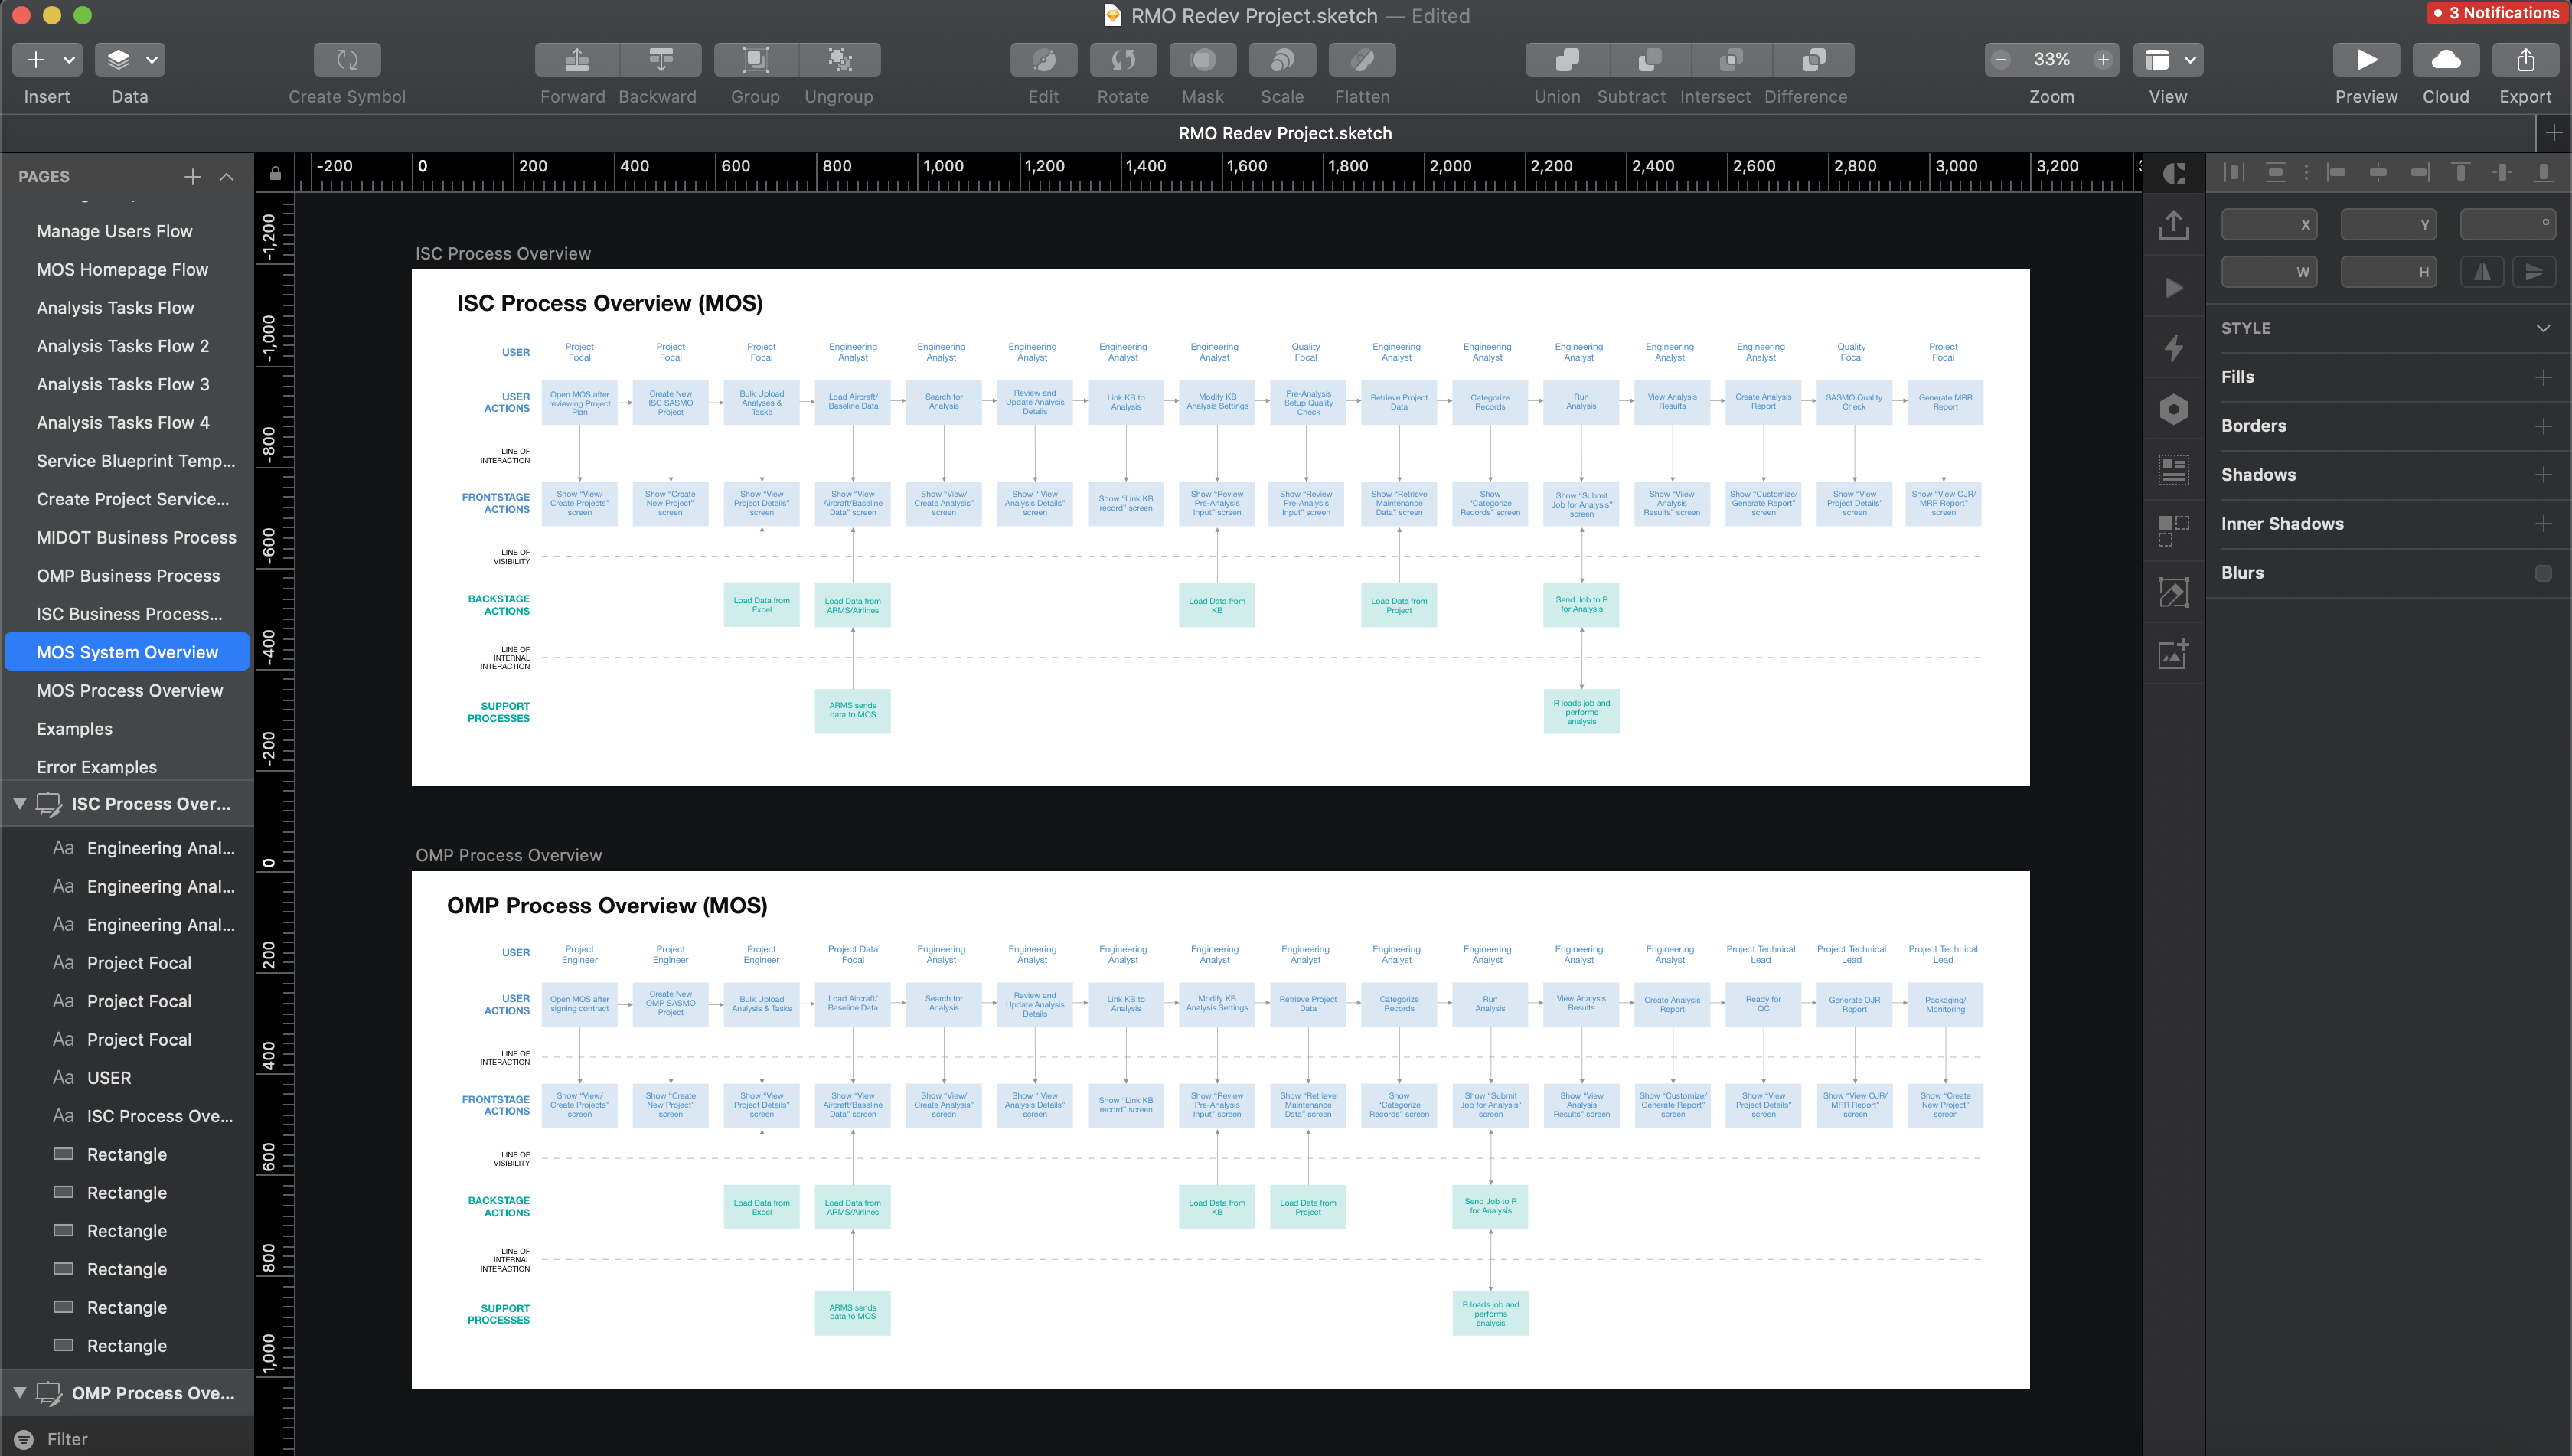 RMO Redev Project.sketch — Edited
3 Notifications
Insert
Data
Create Symbol
Forward
Backward
Group
Ungroup
Edit
Rotate
Mask
Scale
Flatten
Union
Subtract
Intersect
Difference
33%
Zoom
View
Preview
Cloud
Export
RMO Redev Project.sketch
PAGES
Manage Users Flow
MOS Homepage Flow
Analysis Tasks Flow
Analysis Tasks Flow 2
Analysis Tasks Flow 3
Analysis Tasks Flow 4
Service Blueprint Temp...
Create Project Service...
MIDOT Business Process
OMP Business Process
ISC Business Process...
MOS System Overview
MOS Process Overview
Examples
Error Examples
ISC Process Over...
Aa Engineering Anal...
Aa Engineering Anal...
Aa Engineering Anal...
Aa Project Focal
Aa Project Focal
Aa Project Focal
Aa USER
Aa ISC Process Ove...
Rectangle
Rectangle
Rectangle
Rectangle
Rectangle
Rectangle
OMP Process Ove...
Filter
-200 0 200 400 600 800 1,000 1,200 1,400 1,600 1,800 2,000 2,200 2,400 2,600 2,800 3,000 3,200
-1,200
-1,000
-800
-600
-400
-200
0
200
400
600
800
1,000
ISC Process Overview
ISC Process Overview (MOS)
USER
Project
Focal
Project
Focal
Project
Focal
Engineering
Analyst
Engineering
Analyst
Engineering
Analyst
Engineering
Analyst
Engineering
Analyst
Quality
Focal
Engineering
Analyst
Engineering
Analyst
Engineering
Analyst
Engineering
Analyst
Engineering
Analyst
Quality
Focal
Project
Focal
USER
ACTIONS
Open MOS after
reviewing Project
Plan
Create New
ISC SASMO
Project
Bulk Upload
Analyses &
Tasks
Load Aircraft/
Baseline Data
Search for
Analysis
Review and
Update Analysis
Details
Link KB to
Analysis
Modify KB
Analysis Settings
Pre-Analysis
Setup Quality
Check
Retrieve Project
Data
Categorize
Records
Run
Analysis
View Analysis
Results
Create Analysis
Report
SASMO Quality
Check
Generate MRR
Report
LINE OF
INTERACTION
FRONTSTAGE
ACTIONS
Show “View/
Create Projects”
screen
Show “Create
New Project”
screen
Show “View
Project Details”
screen
Show “View
Aircraft/Baseline
Data” screen
Show “View/
Create Analysis”
screen
Show “ View
Analysis Details”
screen
Show “Link KB
record” screen
Show “Review
Pre-Analysis
Input” screen
Show “Review
Pre-Analysis
Input” screen
Show “Retrieve
Maintenance
Data” screen
Show
“Categorize
Records” screen
Show “Submit
Job for Analysis”
screen
Show “Viiew
Analysis
Results” screen
Show “Customize/
Generate Report”
screen
Show “View
Project Details”
screen
Show “View OJR/
MRR Report”
screen
LINE OF
VISIBILITY
BACKSTAGE
ACTIONS
Load Data from
Excel
Load Data from
ARMS/Airlines
Load Data from
KB
Load Data from
Project
Send Job to R
for Analysis
LINE OF
INTERNAL
INTERACTION
SUPPORT
PROCESSES
ARMS sends
data to MOS
R loads job and
performs
analysis
OMP Process Overview
OMP Process Overview (MOS)
USER
Project
Engineer
Project
Engineer
Project
Engineer
Project Data
Focal
Engineering
Analyst
Engineering
Analyst
Engineering
Analyst
Engineering
Analyst
Engineering
Analyst
Engineering
Analyst
Engineering
Analyst
Engineering
Analyst
Engineering
Analyst
Project Technical
Lead
Project Technical
Lead
Project Technical
Lead
USER
ACTIONS
Open MOS after
signing contract
Create New
OMP SASMO
Project
Bulk Upload
Analysis & Tasks
Load Aircraft/
Baseline Data
Search for
Analysis
Review and
Update Analysis
Details
Link KB to
Analysis
Modify KB
Analysis Settings
Retrieve Project
Data
Categorize
Records
Run
Analysis
View Analysis
Results
Create Analysis
Report
Ready for
QC
Generate OJR
Report
Packaging/
Monitoring
LINE OF
INTERACTION
FRONTSTAGE
ACTIONS
Show “View/
Create Projects”
screen
Show “Create
New Project”
screen
Show “View
Project Details”
screen
Show “View
Aircraft/Baseline
Data” screen
Show “View/
Create Analysis”
screen
Show “ View
Analysis Details”
screen
Show “Link KB
record” screen
Show “Review
Pre-Analysis
Input” screen
Show “Retrieve
Maintenance
Data” screen
Show
“Categorize
Records” screen
Show “Submit
Job for Analysis”
screen
Show “View
Analysis
Results” screen
Show “Customize/
Generate Report”
screen
Show “View
Project Details”
screen
Show “View OJR/
MRR Report”
screen
Show “Create
New Project”
screen
LINE OF
VISIBILITY
BACKSTAGE
ACTIONS
Load Data from
Excel
Load Data from
ARMS/Airlines
Load Data from
KB
Load Data from
Project
Send Job to R
for Analysis
LINE OF
INTERNAL
INTERACTION
SUPPORT
PROCESSES
ARMS sends
data to MOS
R loads job and
performs
analysis
X
Y
°
W
H
STYLE
Fills
Borders
Shadows
Inner Shadows
Blurs